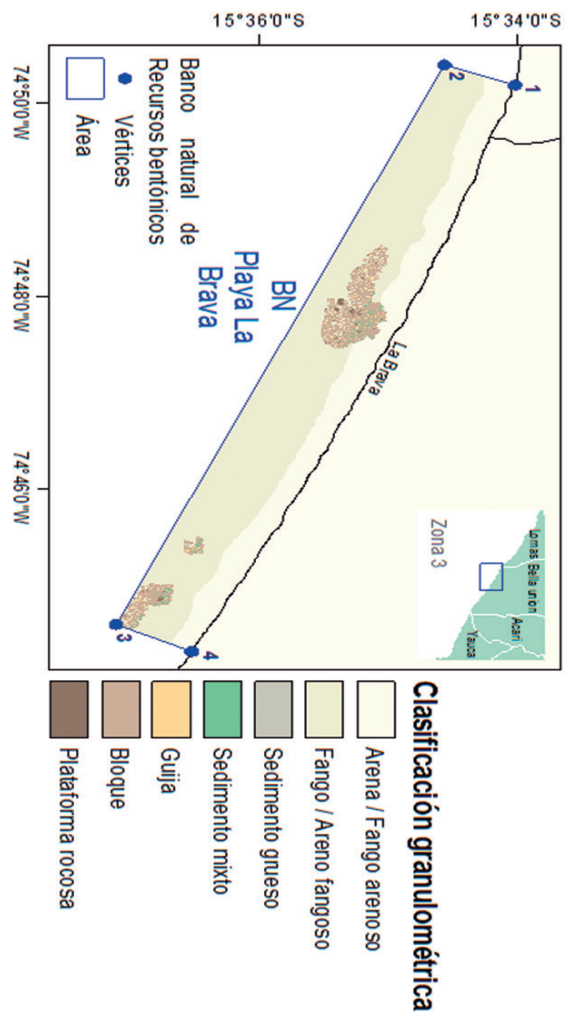 15°36'0"S
15°34'0"S
74°50'0"W
74°48'0"W
74°46'0"W
1
2
3
4
La Brava
BN
Playa La
Brava
Banco natural de
Recursos bentónicos
Vértices
Área
Lomas Bella union
Acari
Yauca
Zona 3
Clasificación granulométrica
Arena / Fango arenoso
Fango / Areno fangoso
Sedimento grueso
Sedimento mixto
Guija
Bloque
Plataforma rocosa